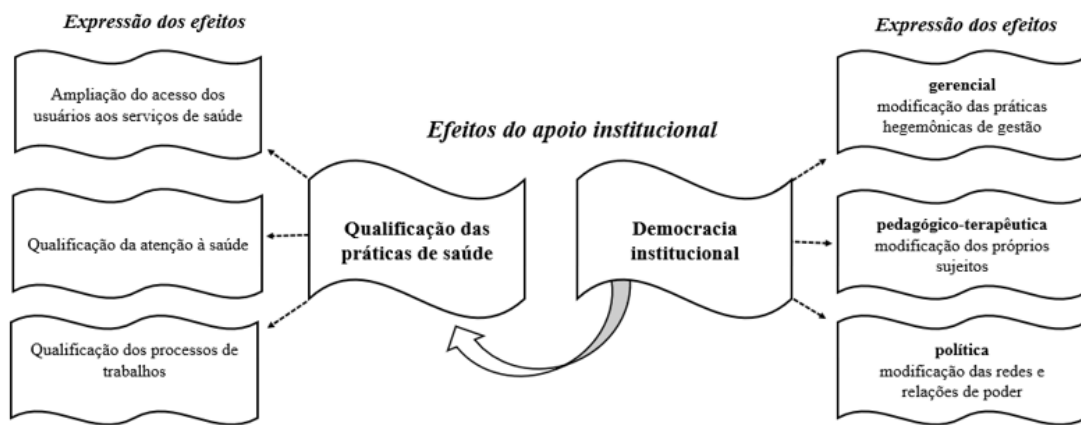 Expressão dos efeitos
Ampliação do acesso dos
usuários aos serviços de saúde
Qualificação da atenção à saúde
Qualificação dos processos de
trabalhos
Efeitos do apoio institucional
Qualificação das
práticas de saúde
Democracia
institucional
Expressão dos efeitos
gerencial
modificação das práticas
hegemônicas de gestão
pedagógico-terapêutica
modificação dos próprios
sujeitos
política
modificação das redes e
relações de poder